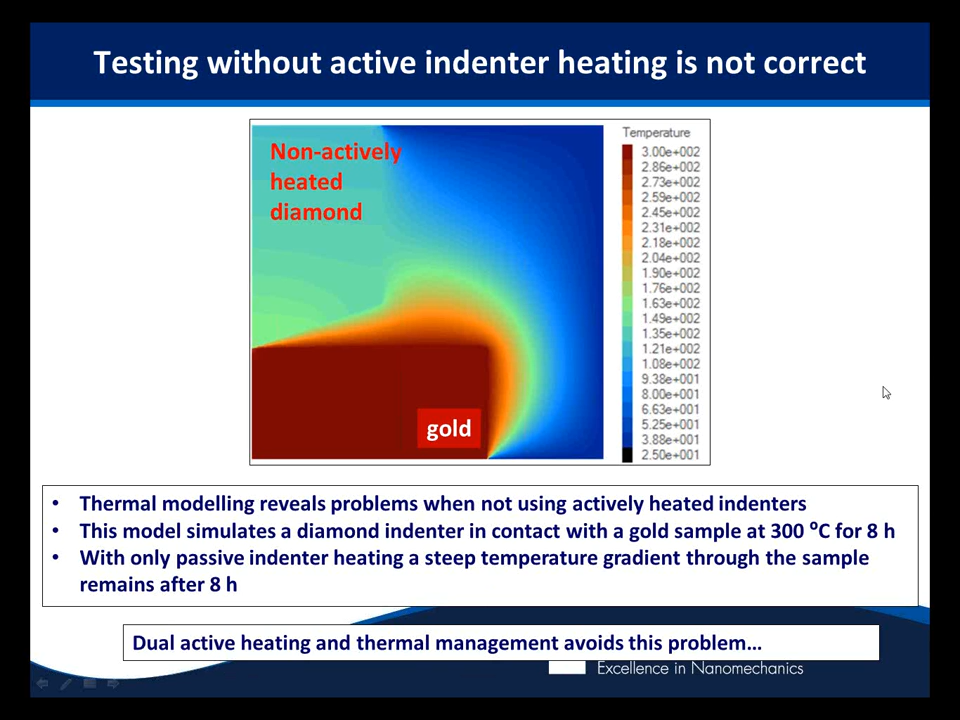 Testing without active indenter heating is not correct
Non-actively
heated
diamond
gold
Temperature
3.00e+002
2.86e+002
2.73e+002
2.59e+002
2.45e+002
2.31e+002
2.18e+002
2.04e+002
1.90e+002
1.76e+002
1.63e+002
1.49e+002
1.35e+002
1.21e+002
1.08e+002
9.38e+001
8.00e+001
6.63e+001
5.25e+001
3.88e+001
2.50e+001
• Thermal modelling reveals problems when not using actively heated indenters
• This model simulates a diamond indenter in contact with a gold sample at 300 ⁰C for 8 h
• With only passive indenter heating a steep temperature gradient through the sample
remains after 8 h
Dual active heating and thermal management avoids this problem…
Excellence in Nanomechanics